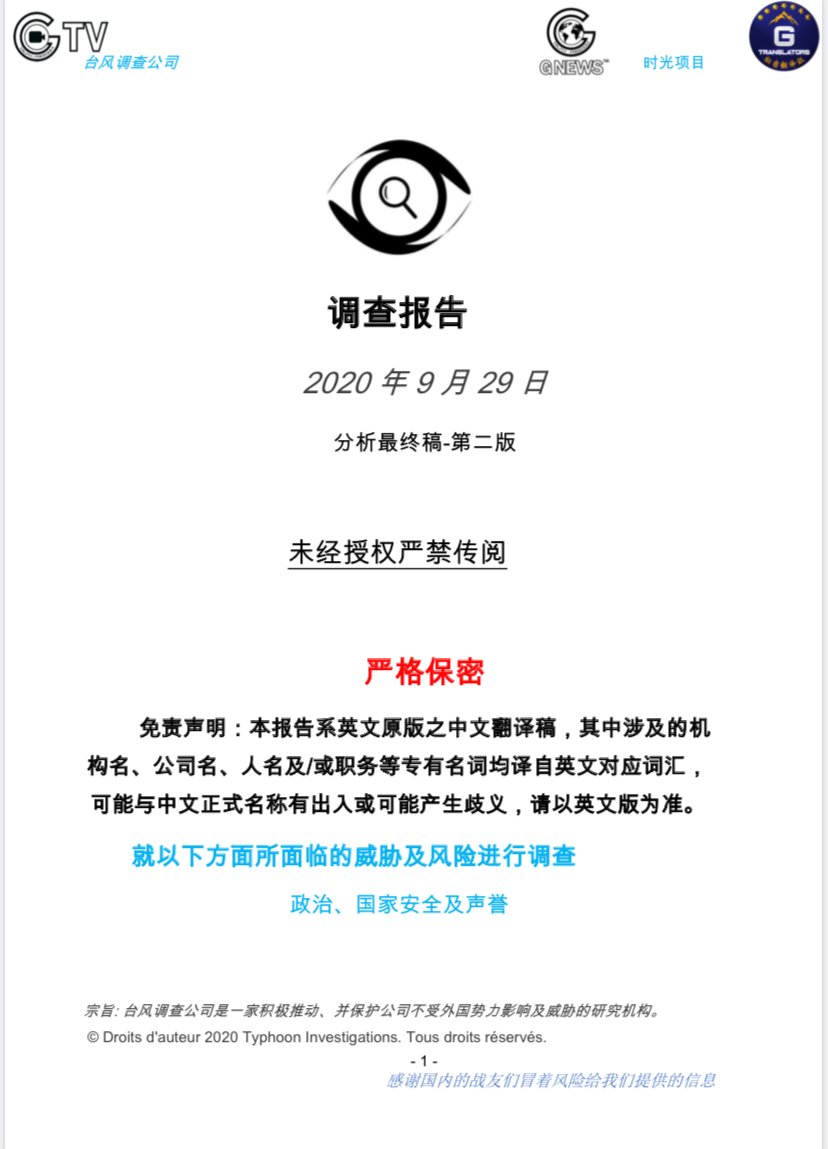 GTV
台风调查公司
GNEWS™
时光项目
G
TRANSLATORS
调查报告
2020 年 9 月 29 日
分析最终稿-第二版
未经授权严禁传阅
严格保密
免责声明：本报告系英文原版之中文翻译稿，其中涉及的机
构名、公司名、人名及/或职务等专有名词均译自英文对应词汇，
可能与中文正式名称有出入或可能产生歧义，请以英文版为准。
就以下方面所面临的威胁及风险进行调查
政治、国家安全及声誉
宗旨: 台风调查公司是一家积极推动、并保护公司不受外国势力影响及威胁的研究机构。
© Droits d'auteur 2020 Typhoon Investigations. Tous droits réservés.
- 1 -
感谢国内的战友们冒着风险给我们提供的信息